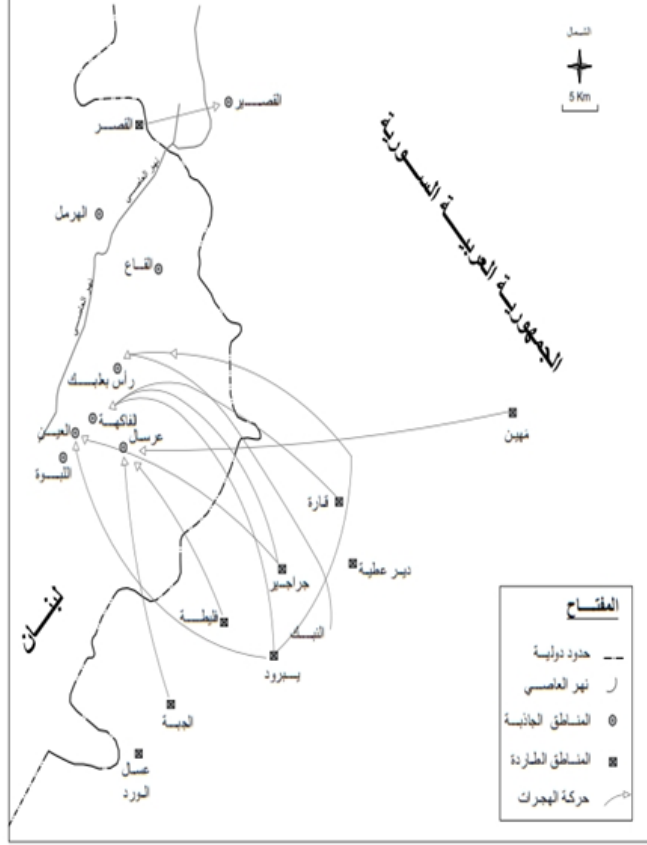 الشمال
5 Km
القصير
القصر
نهر العاصي
الهرمل
القاع
نهر العاصي
الجمهورية العربية السورية
رأس بعلبك
الفاكهة
العين
عرسال
اللبوة
مهين
قارة
دير عطية
جراجير
فليطة
النبك
يبرود
الجبة
عسال
الورد
لبنان
المفتاح
حدود دولية
نهر العاصي
المناطق الجاذبة
المناطق الطاردة
حركة الهجرات